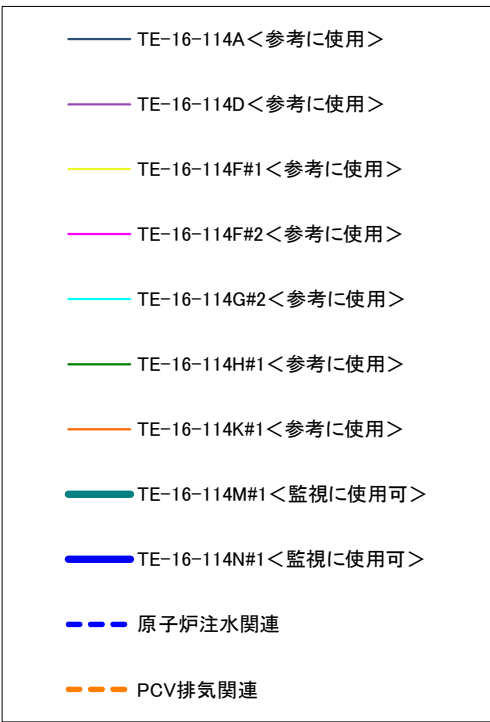 TE-16-114A＜参考に使用＞
TE-16-114D＜参考に使用＞
TE-16-114F#1＜参考に使用＞
TE-16-114F#2＜参考に使用＞
TE-16-114G#2＜参考に使用＞
TE-16-114H#1＜参考に使用＞
TE-16-114K#1＜参考に使用＞
TE-16-114M#1＜監視に使用可＞
TE-16-114N#1＜監視に使用可＞
原子炉注水関連
PCV排気関連